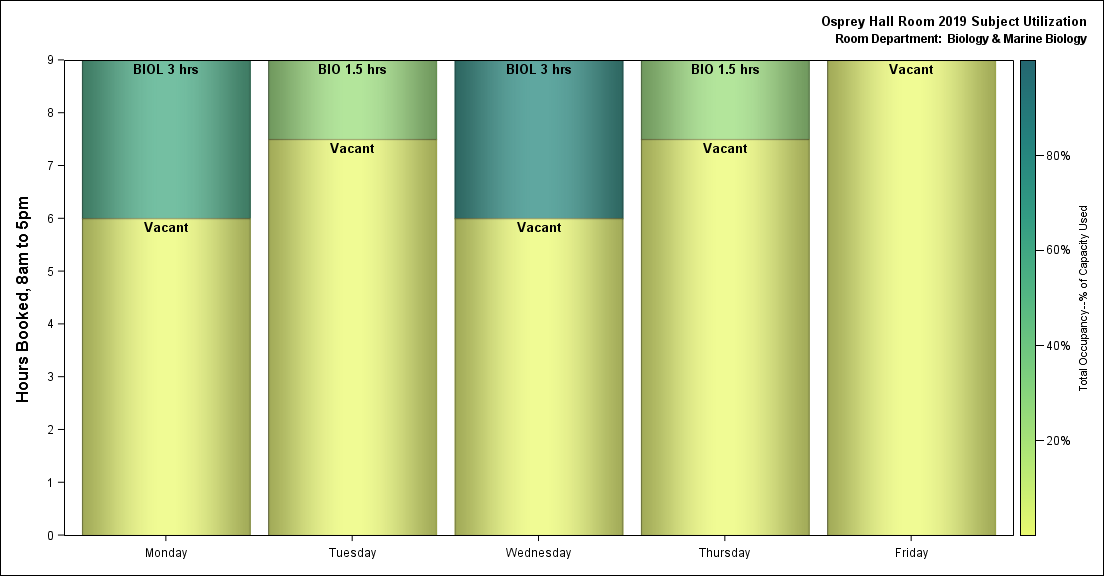 Osprey Hall Room 2019 Subject Utilization
Room Department: Biology & Marine Biology
Hours Booked, 8am to 5pm
9
8
7
6
5
4
3
2
1
0
BIOL 3 hrs
Vacant
BIO 1.5 hrs
Vacant
BIOL 3 hrs
Vacant
BIO 1.5 hrs
Vacant
Vacant
Monday
Tuesday
Wednesday
Thursday
Friday
80%
60%
40%
20%
Total Occupancy--% of Capacity Used